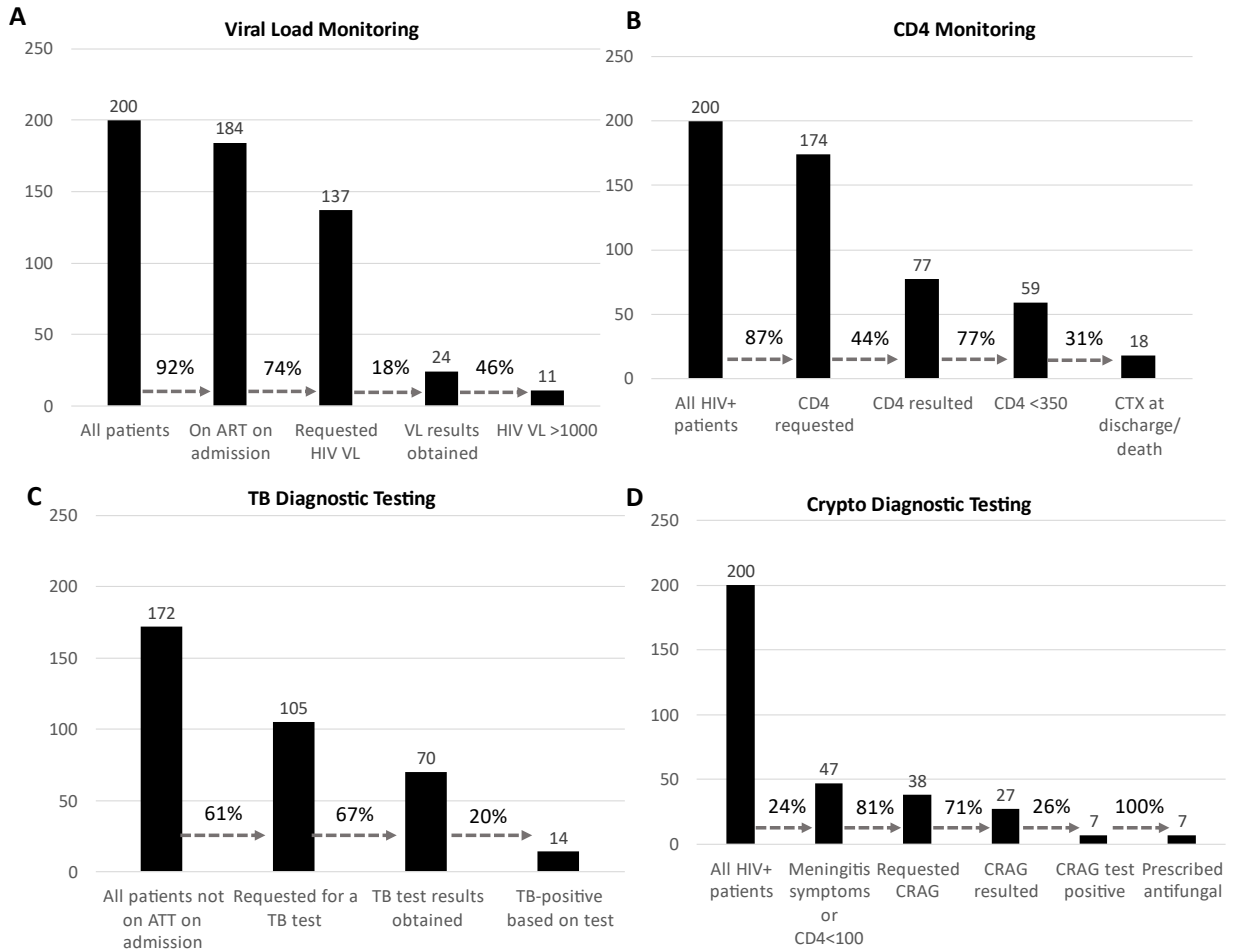 A
Viral Load Monitoring
250
200
150
100
50
0
200
184
137
24
11
92%
74%
18%
46%
All patients
On ART on
admission
Requested
HIV VL
VL results
obtained
HIV VL >1000
B
CD4 Monitoring
250
200
150
100
50
0
200
174
77
59
18
87%
44%
77%
31%
All HIV+
patients
CD4
requested
CD4 resulted
CD4 <350
CTX at
discharge/
death
C
TB Diagnostic Testing
250
200
150
100
50
0
172
105
70
14
61%
67%
20%
All patients not
on ATT on
admission
Requested for a
TB test
TB test results
obtained
TB-positive
based on test
D
Crypto Diagnostic Testing
250
200
150
100
50
0
200
47
38
27
7
7
24%
81%
71%
26%
100%
All HIV+
patients
Meningitis
symptoms
or
CD4<100
Requested
CRAG
CRAG
resulted
CRAG test
positive
Prescribed
antifungal